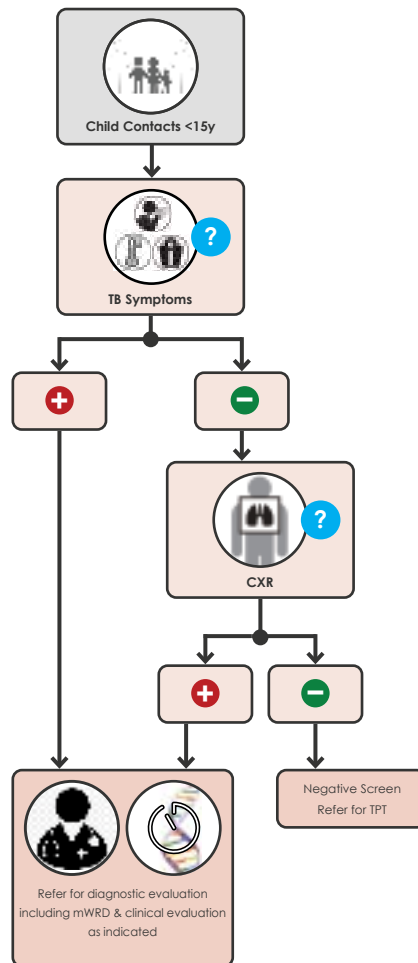 Child Contacts <15y
?
TB Symptoms
+
−
?
CXR
+
−
Negative Screen
Refer for TPT
Refer for diagnostic evaluation
including mWRD & clinical evaluation
as indicated